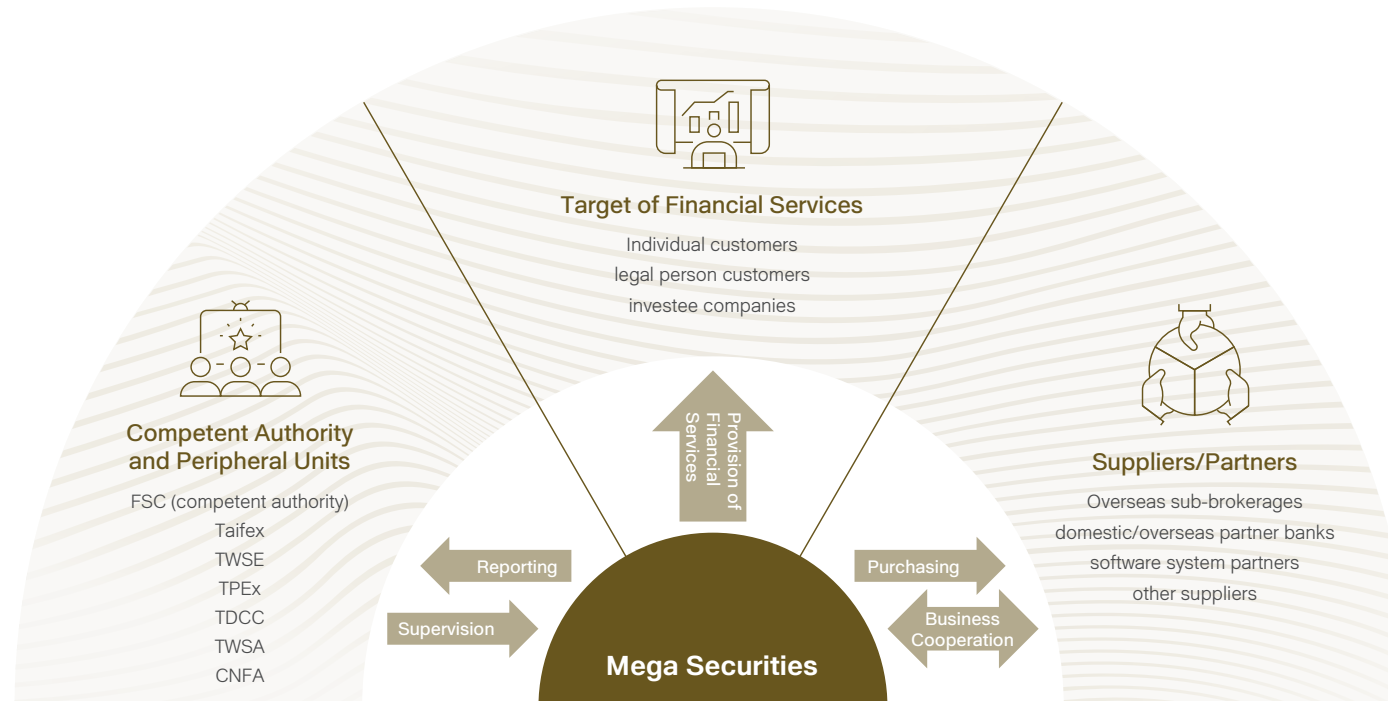 Target of Financial Services
Individual customers
legal person customers
investee companies
Competent Authority
and Peripheral Units
FSC (competent authority)
Taifex
TWSE
TPEx
TDCC
TWSA
CNFA
Suppliers/Partners
Overseas sub-brokerages
domestic/overseas partner banks
software system partners
other suppliers
Provision of
Financial
Services
Reporting
Supervision
Purchasing
Business
Cooperation
Mega Securities